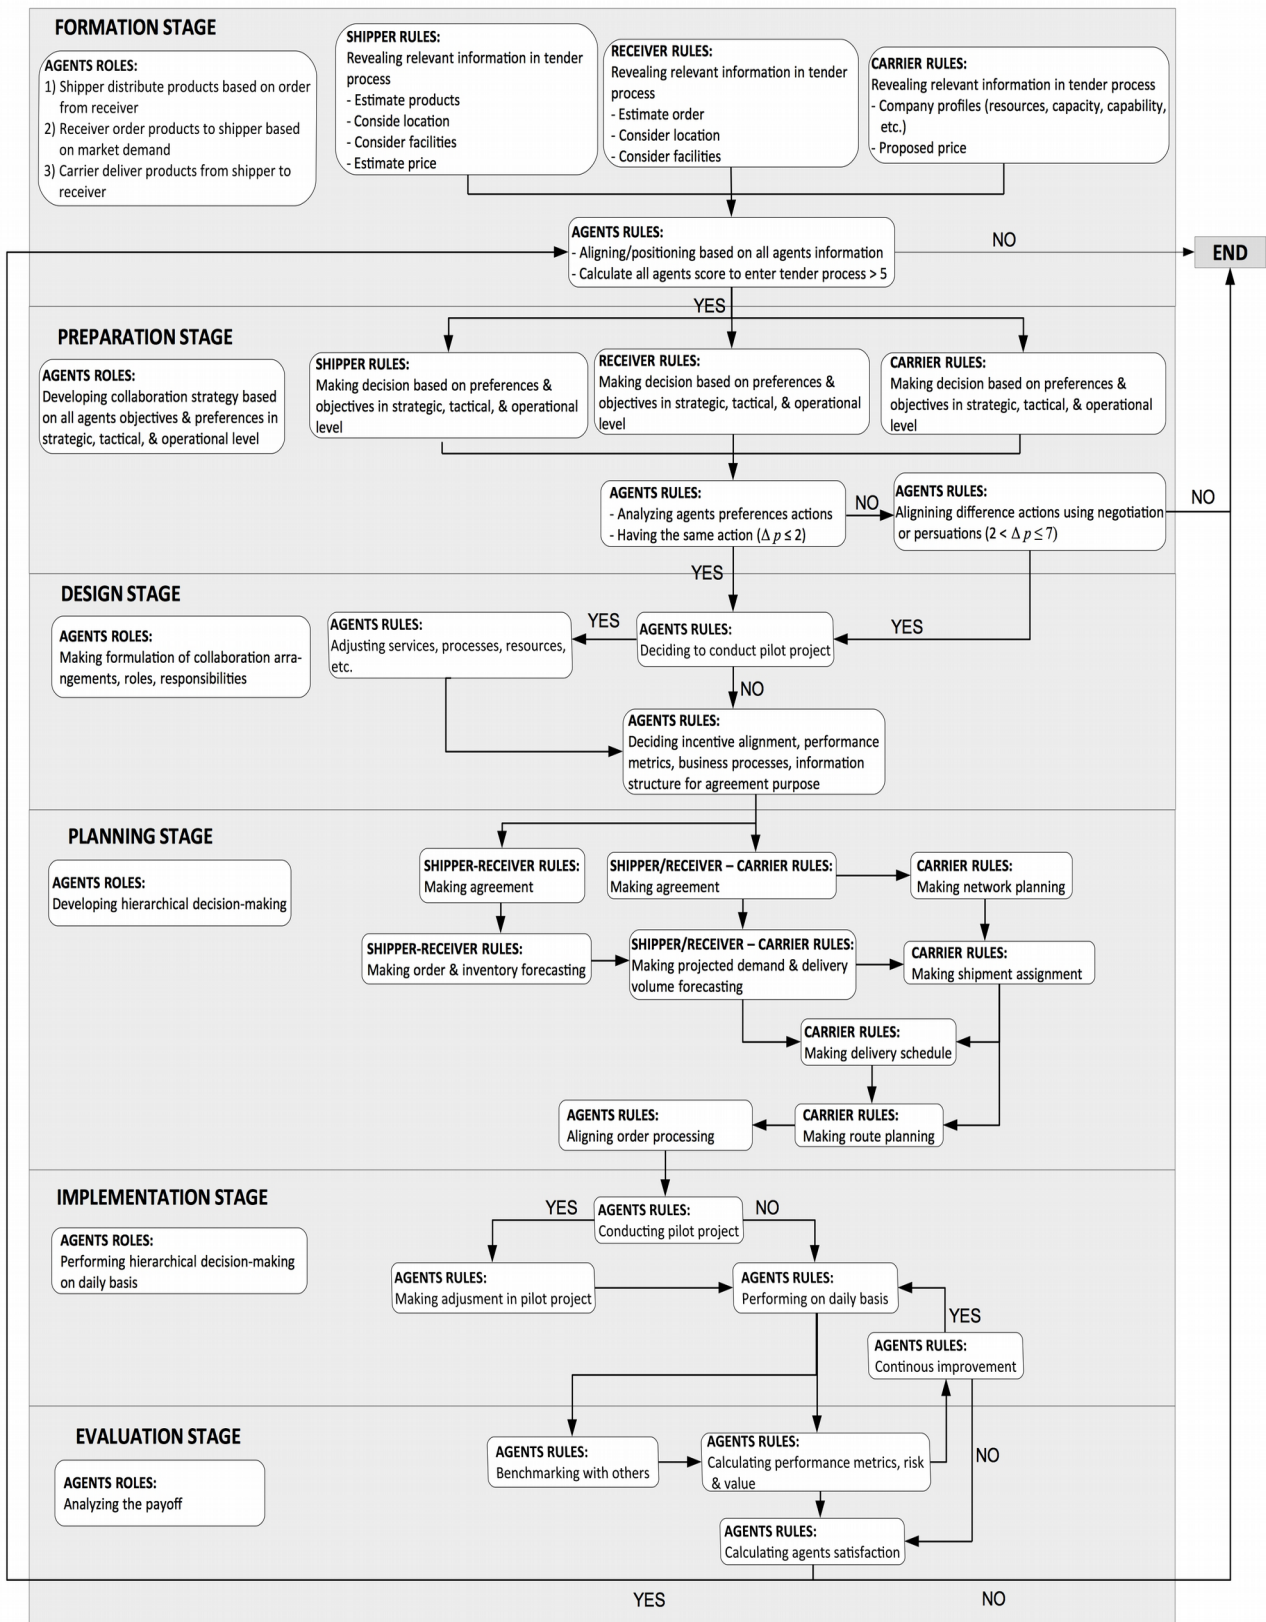 FORMATION STAGE
AGENTS ROLES:
1) Shipper distribute products based on order
from receiver
2) Receiver order products to shipper based
on market demand
3) Carrier deliver products from shipper to
receiver
SHIPPER RULES:
Revealing relevant information in tender
process
- Estimate products
- Conside location
- Consider facilities
- Estimate price
RECEIVER RULES:
Revealing relevant information in tender
process
- Estimate order
- Consider location
- Consider facilities
CARRIER RULES:
Revealing relevant information in tender process
- Company profiles (resources, capacity, capability,
etc.)
- Proposed price
AGENTS RULES:
- Aligning/positioning based on all agents information
- Calculate all agents score to enter tender process > 5
NO
END
YES
PREPARATION STAGE
AGENTS ROLES:
Developing collaboration strategy based
on all agents objectives & preferences in
strategic, tactical, & operational level
SHIPPER RULES:
Making decision based on preferences &
objectives in strategic, tactical, & operational
level
RECEIVER RULES:
Making decision based on preferences &
objectives in strategic, tactical, & operational
level
CARRIER RULES:
Making decision based on preferences &
objectives in strategic, tactical, & operational
level
AGENTS RULES:
- Analyzing agents preferences actions
- Having the same action (Δ p ≤ 2)
NO
AGENTS RULES:
Alignining difference actions using negotiation
or persuations (2 < Δ p ≤ 7)
NO
YES
DESIGN STAGE
AGENTS ROLES:
Making formulation of collaboration arra-
ngements, roles, responsibilities
AGENTS RULES:
Adjusting services, processes, resources,
etc.
YES
AGENTS RULES:
Deciding to conduct pilot project
YES
NO
AGENTS RULES:
Deciding incentive alignment, performance
metrics, business processes, information
structure for agreement purpose
PLANNING STAGE
AGENTS ROLES:
Developing hierarchical decision-making
SHIPPER-RECEIVER RULES:
Making agreement
SHIPPER/RECEIVER – CARRIER RULES:
Making agreement
CARRIER RULES:
Making network planning
SHIPPER-RECEIVER RULES:
Making order & inventory forecasting
SHIPPER/RECEIVER – CARRIER RULES:
Making projected demand & delivery
volume forecasting
CARRIER RULES:
Making shipment assignment
CARRIER RULES:
Making delivery schedule
AGENTS RULES:
Aligning order processing
CARRIER RULES:
Making route planning
IMPLEMENTATION STAGE
AGENTS ROLES:
Performing hierarchical decision-making
on daily basis
YES
AGENTS RULES:
Conducting pilot project
NO
AGENTS RULES:
Making adjusment in pilot project
AGENTS RULES:
Performing on daily basis
YES
AGENTS RULES:
Continous improvement
EVALUATION STAGE
AGENTS ROLES:
Analyzing the payoff
AGENTS RULES:
Benchmarking with others
AGENTS RULES:
Calculating performance metrics, risk
& value
NO
AGENTS RULES:
Calculating agents satisfaction
YES
NO